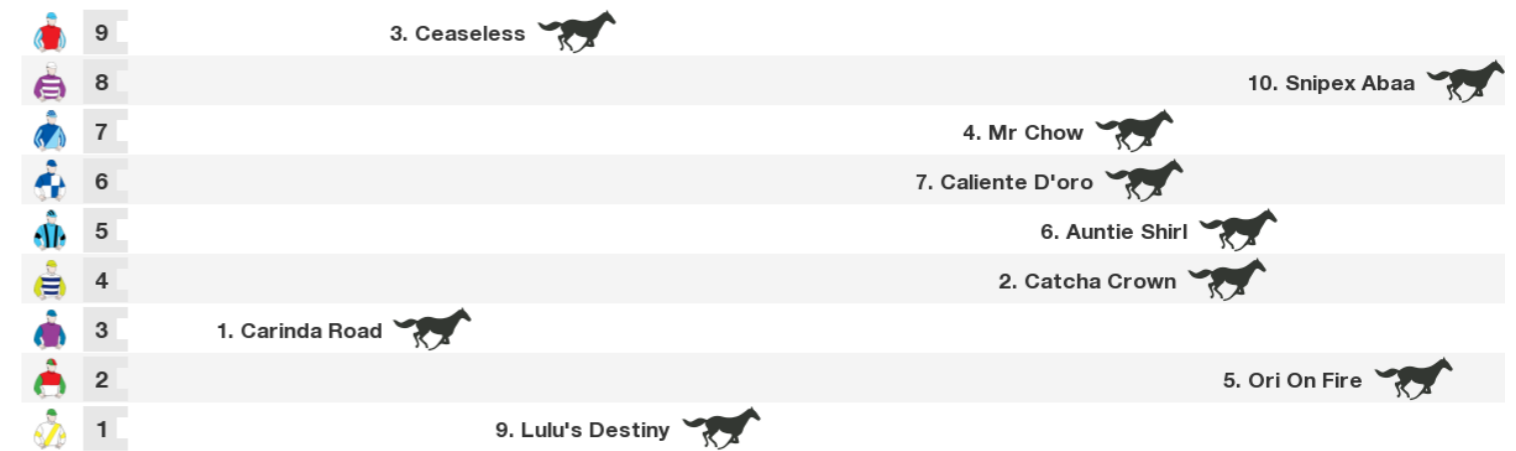 9 3. Ceaseless
8 10. Snipex Abaa
7 4. Mr Chow
6 7. Caliente D'oro
5 6. Auntie Shirl
4 2. Catcha Crown
3 1. Carinda Road
2 5. Ori On Fire
1 9. Lulu's Destiny